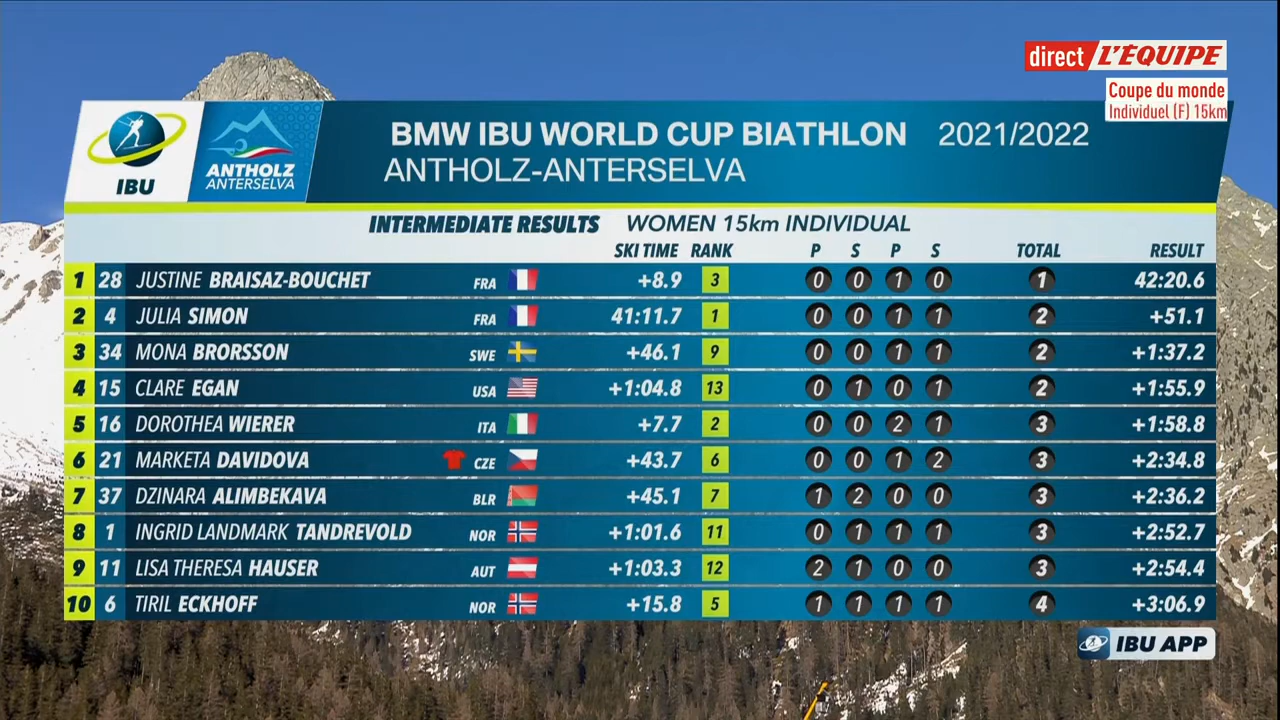 direct L'ÉQUIPE
Coupe du monde
Individuel (F) 15km
IBU
ANTHOLZ
ANTERSELVA
BMW IBU WORLD CUP BIATHLON 2021/2022
ANTHOLZ-ANTERSELVA
INTERMEDIATE RESULTS WOMEN 15km INDIVIDUAL
SKI TIME RANK P S P S TOTAL RESULT
1 28 JUSTINE BRAISAZ-BOUCHET FRA +8.9 3 0 0 1 0 1 42:20.6
2 4 JULIA SIMON FRA 41:11.7 1 0 0 1 1 2 +51.1
3 34 MONA BRORSSON SWE +46.1 9 0 0 1 1 2 +1:37.2
4 15 CLARE EGAN USA +1:04.8 13 0 1 0 1 2 +1:55.9
5 16 DOROTHEA WIERER ITA +7.7 2 0 0 2 1 3 +1:58.8
6 21 MARKETA DAVIDOVA CZE +43.7 6 0 0 1 2 3 +2:34.8
7 37 DZINARA ALIMBEKAVA BLR +45.1 7 1 2 0 0 3 +2:36.2
8 1 INGRID LANDMARK TANDREVOLD NOR +1:01.6 11 0 1 1 1 3 +2:52.7
9 11 LISA THERESA HAUSER AUT +1:03.3 12 2 1 0 0 3 +2:54.4
10 6 TIRIL ECKHOFF NOR +15.8 5 1 1 1 1 4 +3:06.9
IBU APP